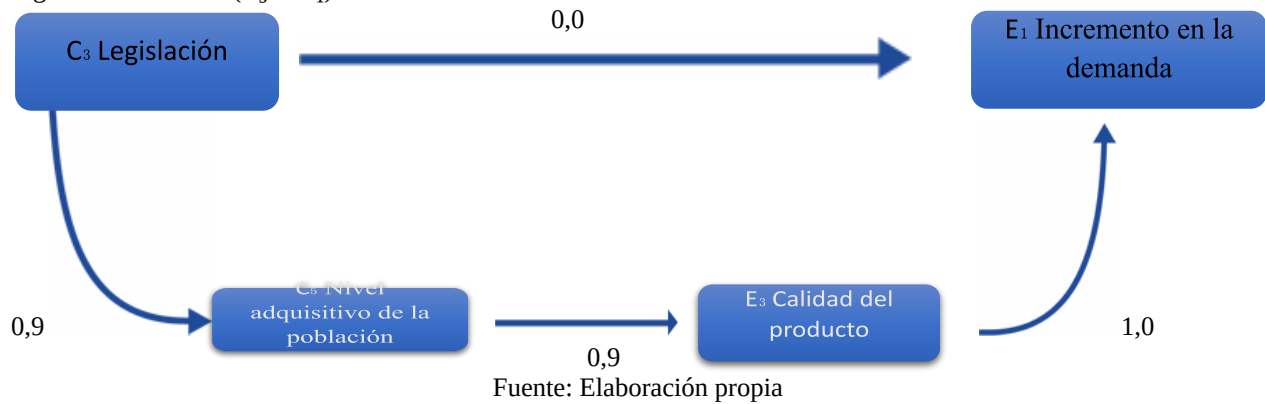 0,0
C₃ Legislación
E₁ Incremento en la
demanda
C₅ Nivel
adquisitivo de la
población
E₃ Calidad del
producto
0,9
0,9
1,0
Fuente: Elaboración propia